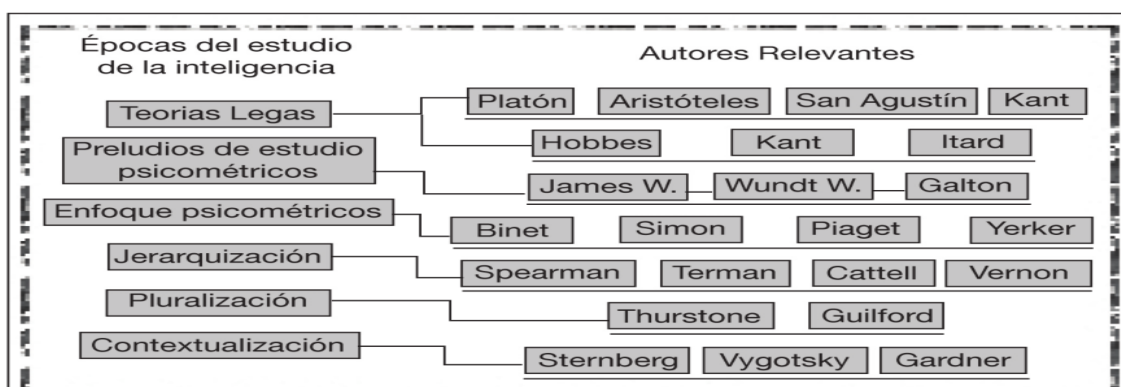 Épocas del estudio
de la inteligencia
Autores Relevantes
Teorias Legas
Platón Aristóteles San Agustín Kant
Hobbes Kant Itard
Preludios de estudio
psicométricos
James W. Wundt W. Galton
Enfoque psicométricos
Binet Simon Piaget Yerker
Jerarquización
Spearman Terman Cattell Vernon
Pluralización
Thurstone Guilford
Contextualización
Sternberg Vygotsky Gardner